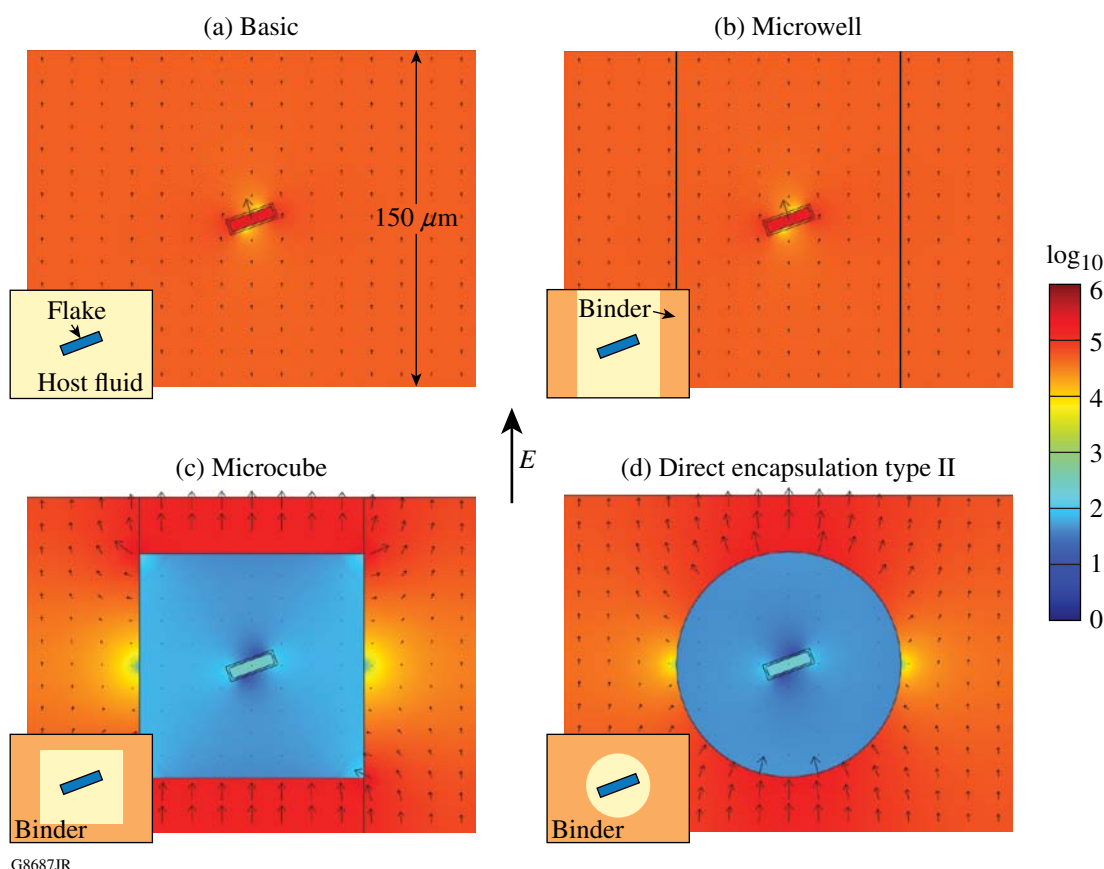 (a) Basic
150 μm
Flake
Host fluid
(b) Microwell
Binder
log10
6
5
4
3
2
1
0
E
(c) Microcube
Binder
(d) Direct encapsulation type II
Binder
G8687JR